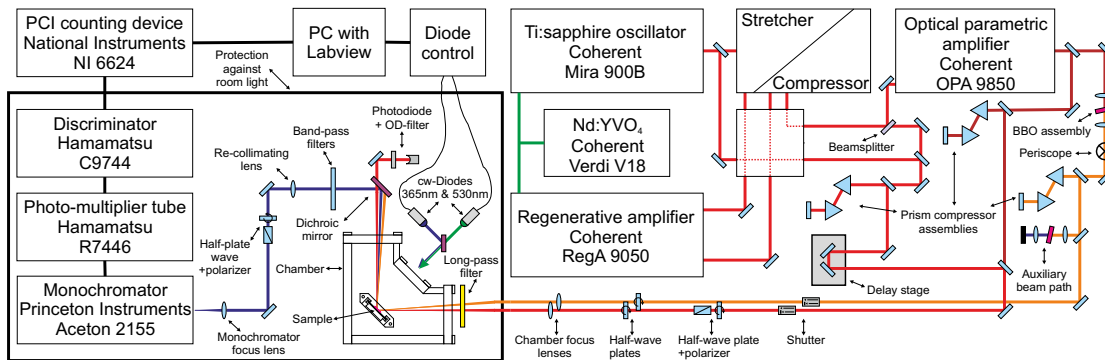 PCI counting device
National Instruments
NI 6624
PC with
Labview
Diode
control
Protection
against
room light
Ti:sapphire oscillator
Coherent
Mira 900B
Stretcher
Compressor
Optical parametric
amplifier
Coherent
OPA 9850
Discriminator
Hamamatsu
C9744
Photo-multiplier tube
Hamamatsu
R7446
Monochromator
Princeton Instruments
Aceton 2155
Re-collimating
lens
Band-pass
filters
Photodiode
+ OD-filter
cw-Diodes
365nm & 530nm
Half-plate
wave
+polarizer
Dichroic
mirror
Chamber
Long-pass
filter
Sample
Monochromator
focus lens
Nd:YVO4
Coherent
Verdi V18
Regenerative amplifier
Coherent
RegA 9050
Beamsplitter
BBO assembly
Periscope
Prism compressor
assemblies
Delay stage
Auxiliary
beam path
Chamber focus
lenses
Half-wave
plates
Half-wave plate
+polarizer
Shutter